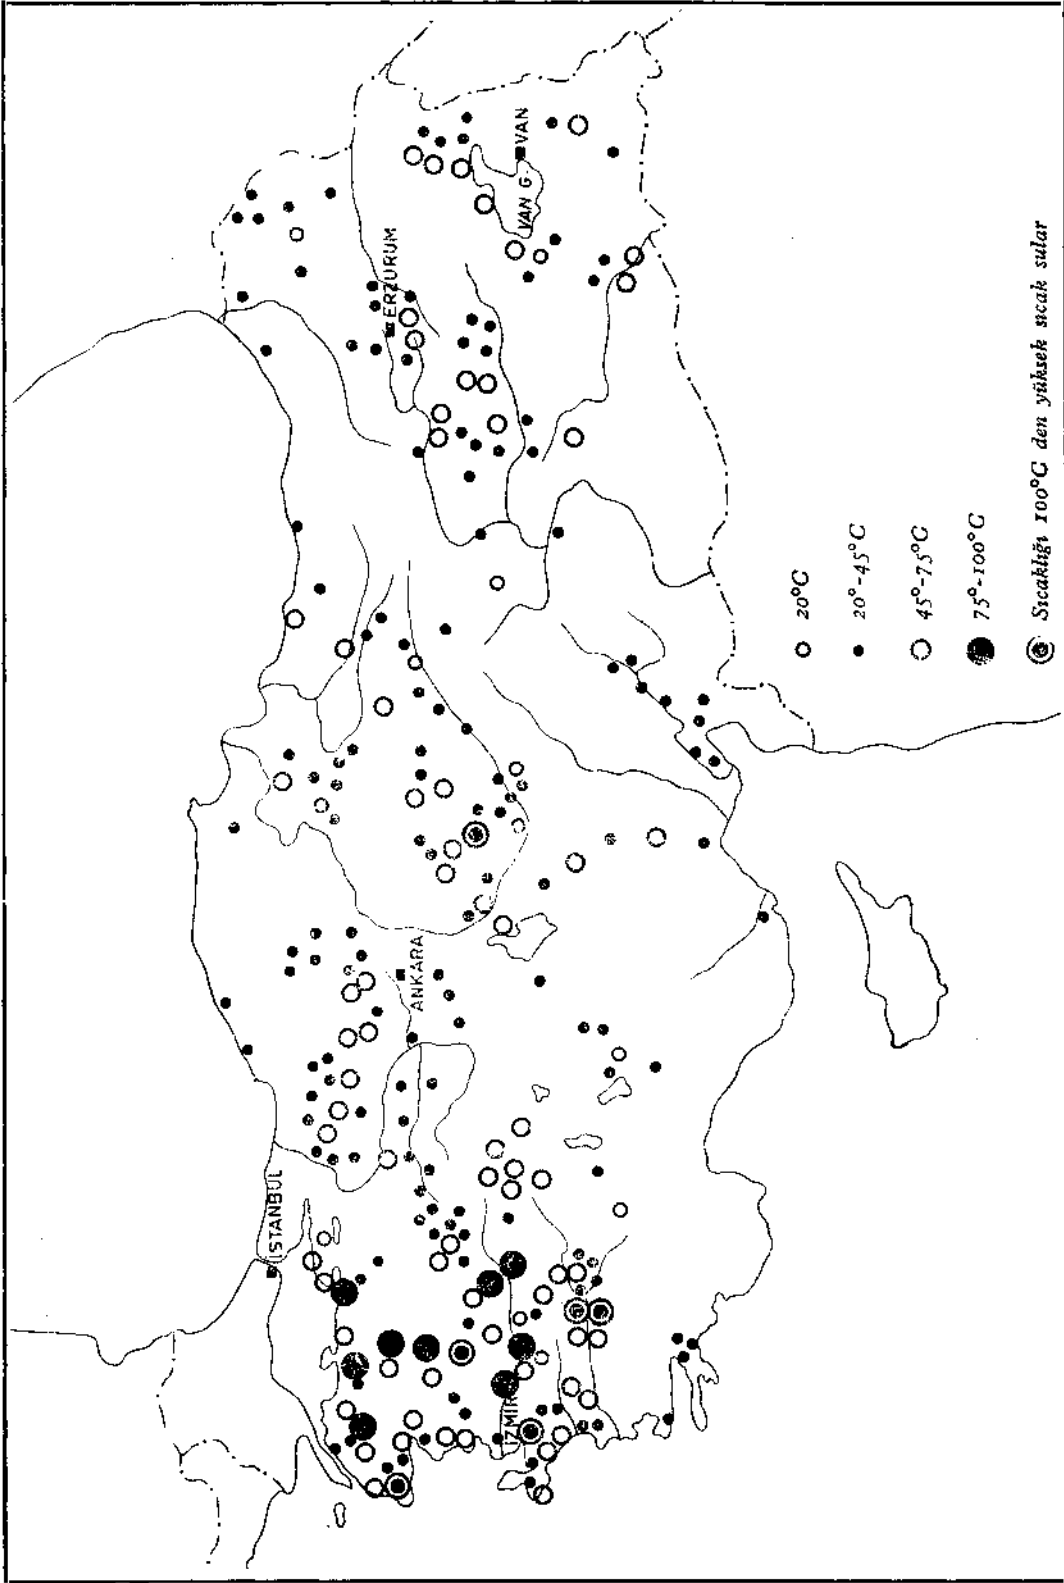 İSTANBUL
ANKARA
İZMİR
ERZURUM
VAN G.
VAN
20°C
20°-45°C
45°-75°C
75°-100°C
Sıcaklığı 100°C den yüksek sıcak sular